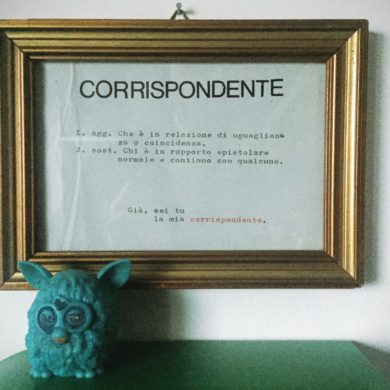 CORRISPONDENTE
1. agg. Che è in relazione di uguaglian
za o coincidenza.
2. sost. Chi è in rapporto epistolare
normale e continuo con qualcuno.
Già, sei tu
la mia corrispondente.